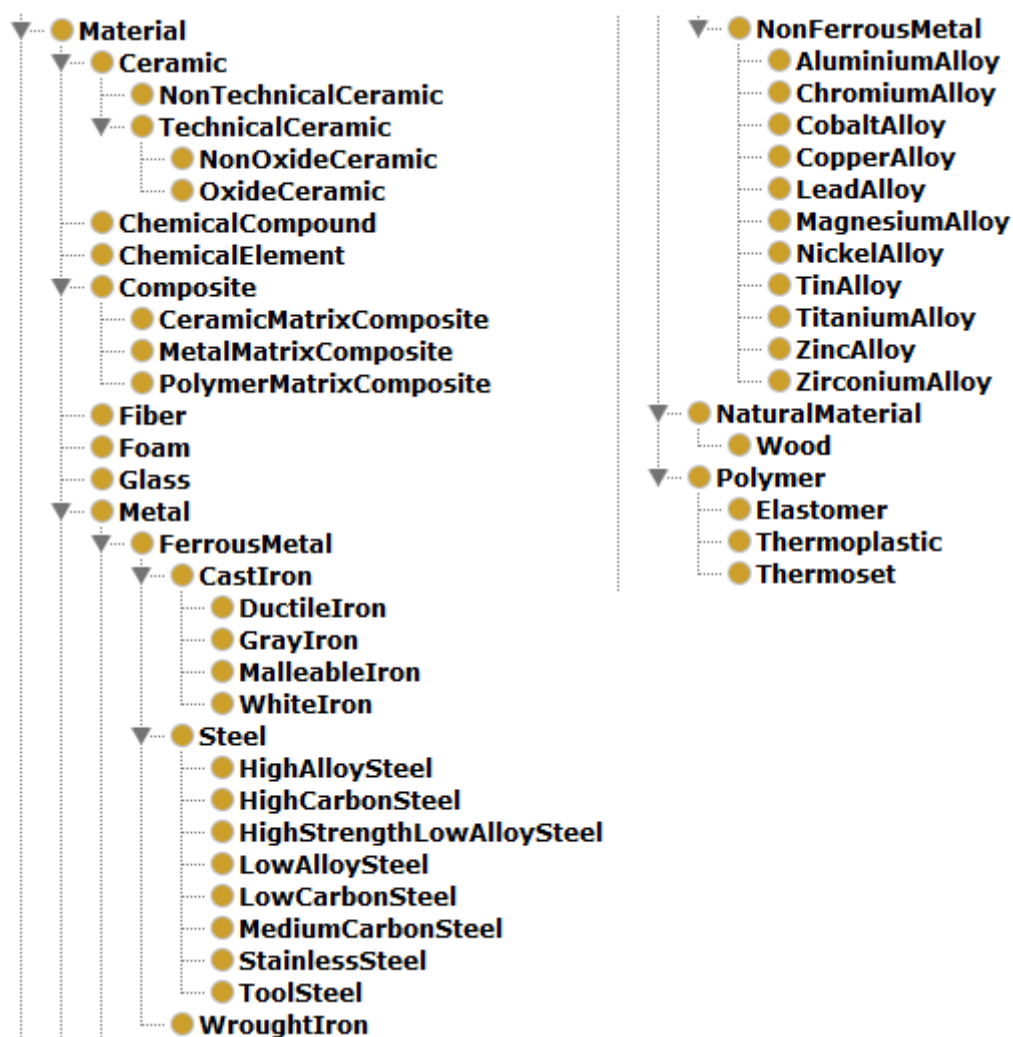 Material
Ceramic
NonTechnicalCeramic
TechnicalCeramic
NonOxideCeramic
OxideCeramic
ChemicalCompound
ChemicalElement
Composite
CeramicMatrixComposite
MetalMatrixComposite
PolymerMatrixComposite
Fiber
Foam
Glass
Metal
FerrousMetal
CastIron
DuctileIron
GrayIron
MalleableIron
WhiteIron
Steel
HighAlloySteel
HighCarbonSteel
HighStrengthLowAlloySteel
LowAlloySteel
LowCarbonSteel
MediumCarbonSteel
StainlessSteel
ToolSteel
WroughtIron
NonFerrousMetal
AluminiumAlloy
ChromiumAlloy
CobaltAlloy
CopperAlloy
LeadAlloy
MagnesiumAlloy
NickelAlloy
TinAlloy
TitaniumAlloy
ZincAlloy
ZirconiumAlloy
NaturalMaterial
Wood
Polymer
Elastomer
Thermoplastic
Thermoset